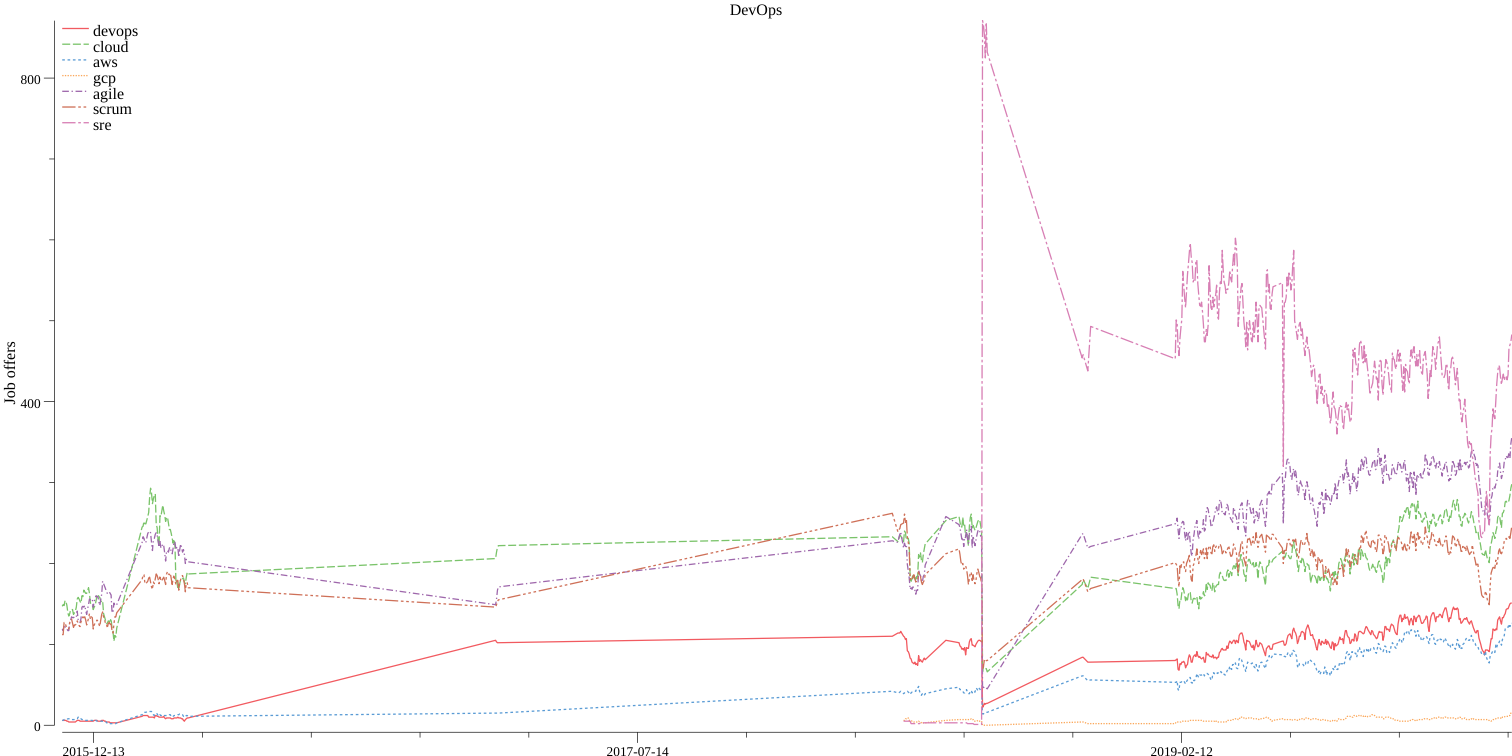 DevOps
devops
cloud
aws
gcp
agile
scrum
sre
800
400
0
Job offers
2015-12-13
2017-07-14
2019-02-12